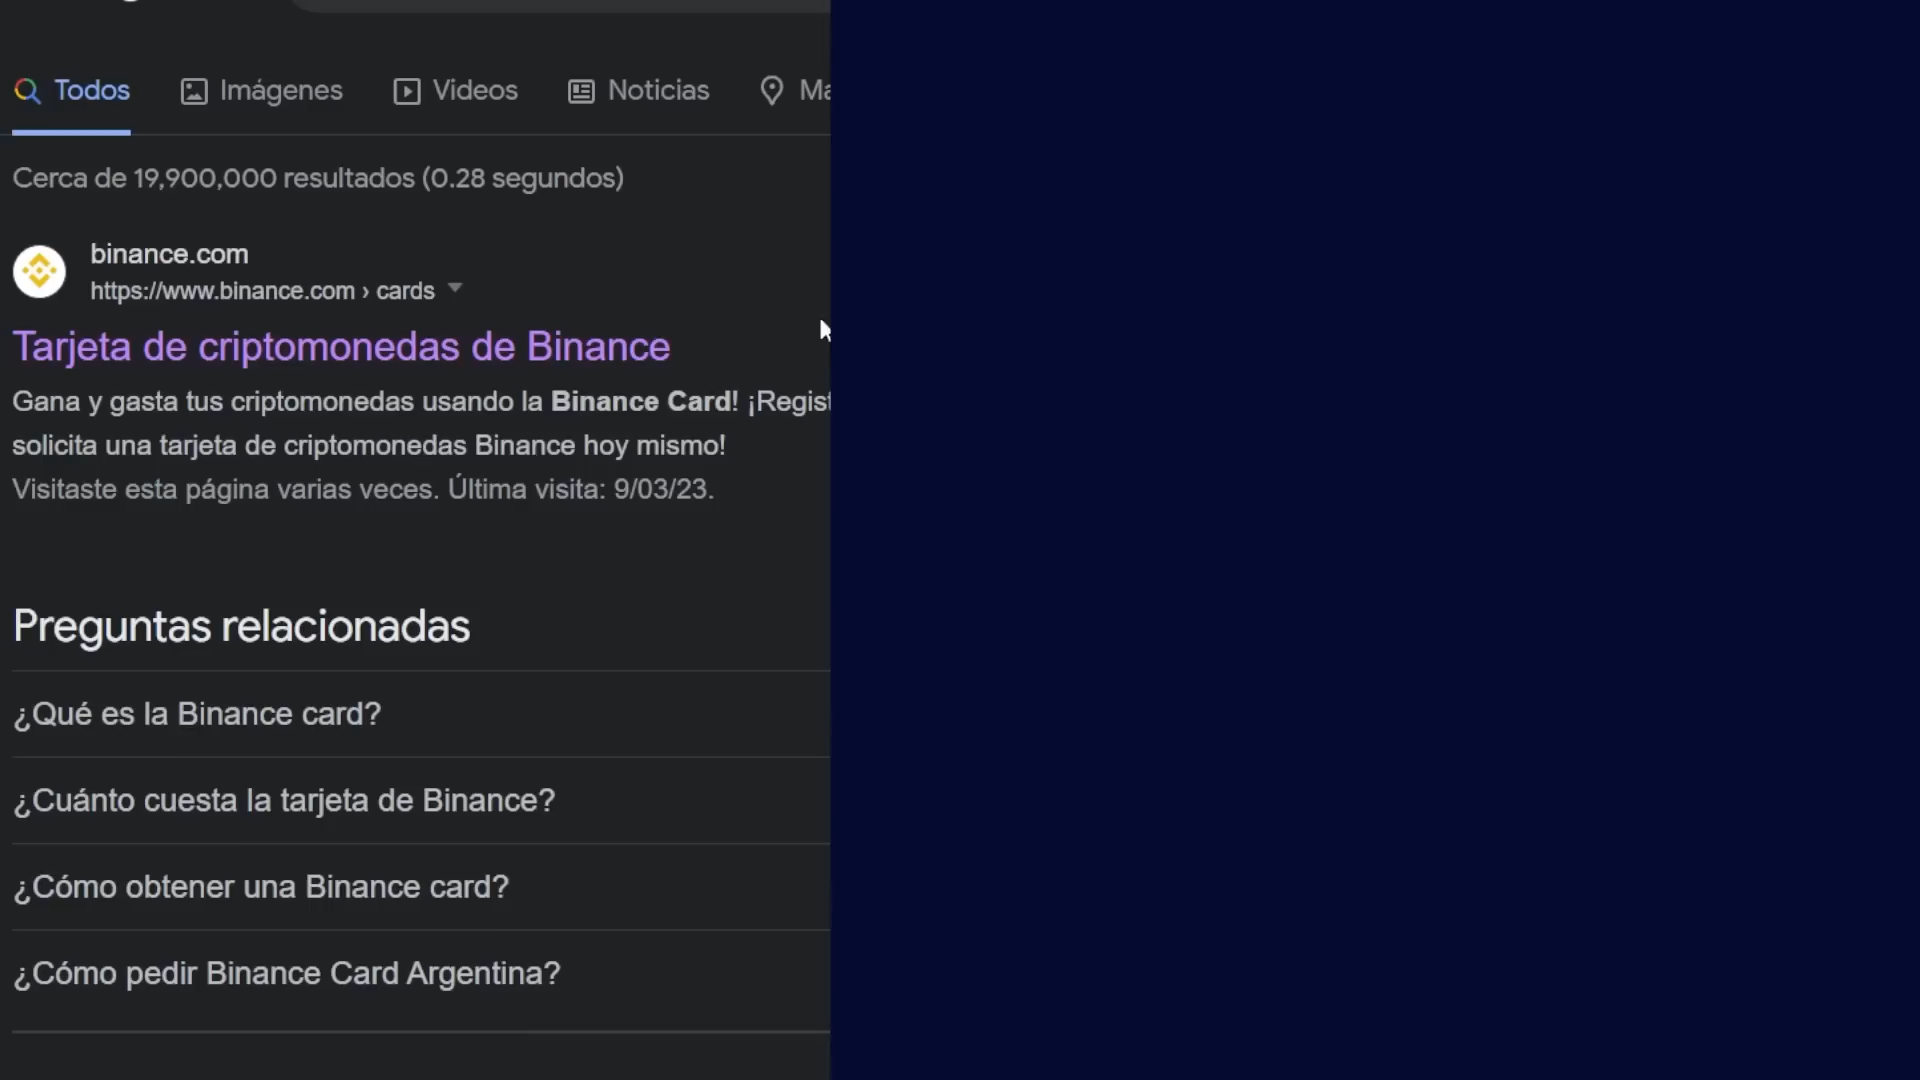 Todos Imágenes Videos Noticias
Cerca de 19,900,000 resultados (0.28 segundos)
binance.com
https://www.binance.com › cards
Tarjeta de criptomonedas de Binance
Gana y gasta tus criptomonedas usando la Binance Card! ¡Regist
solicita una tarjeta de criptomonedas Binance hoy mismo!
Visitaste esta página varias veces. Última visita: 9/03/23.
Preguntas relacionadas
¿Qué es la Binance card?
¿Cuánto cuesta la tarjeta de Binance?
¿Cómo obtener una Binance card?
¿Cómo pedir Binance Card Argentina?